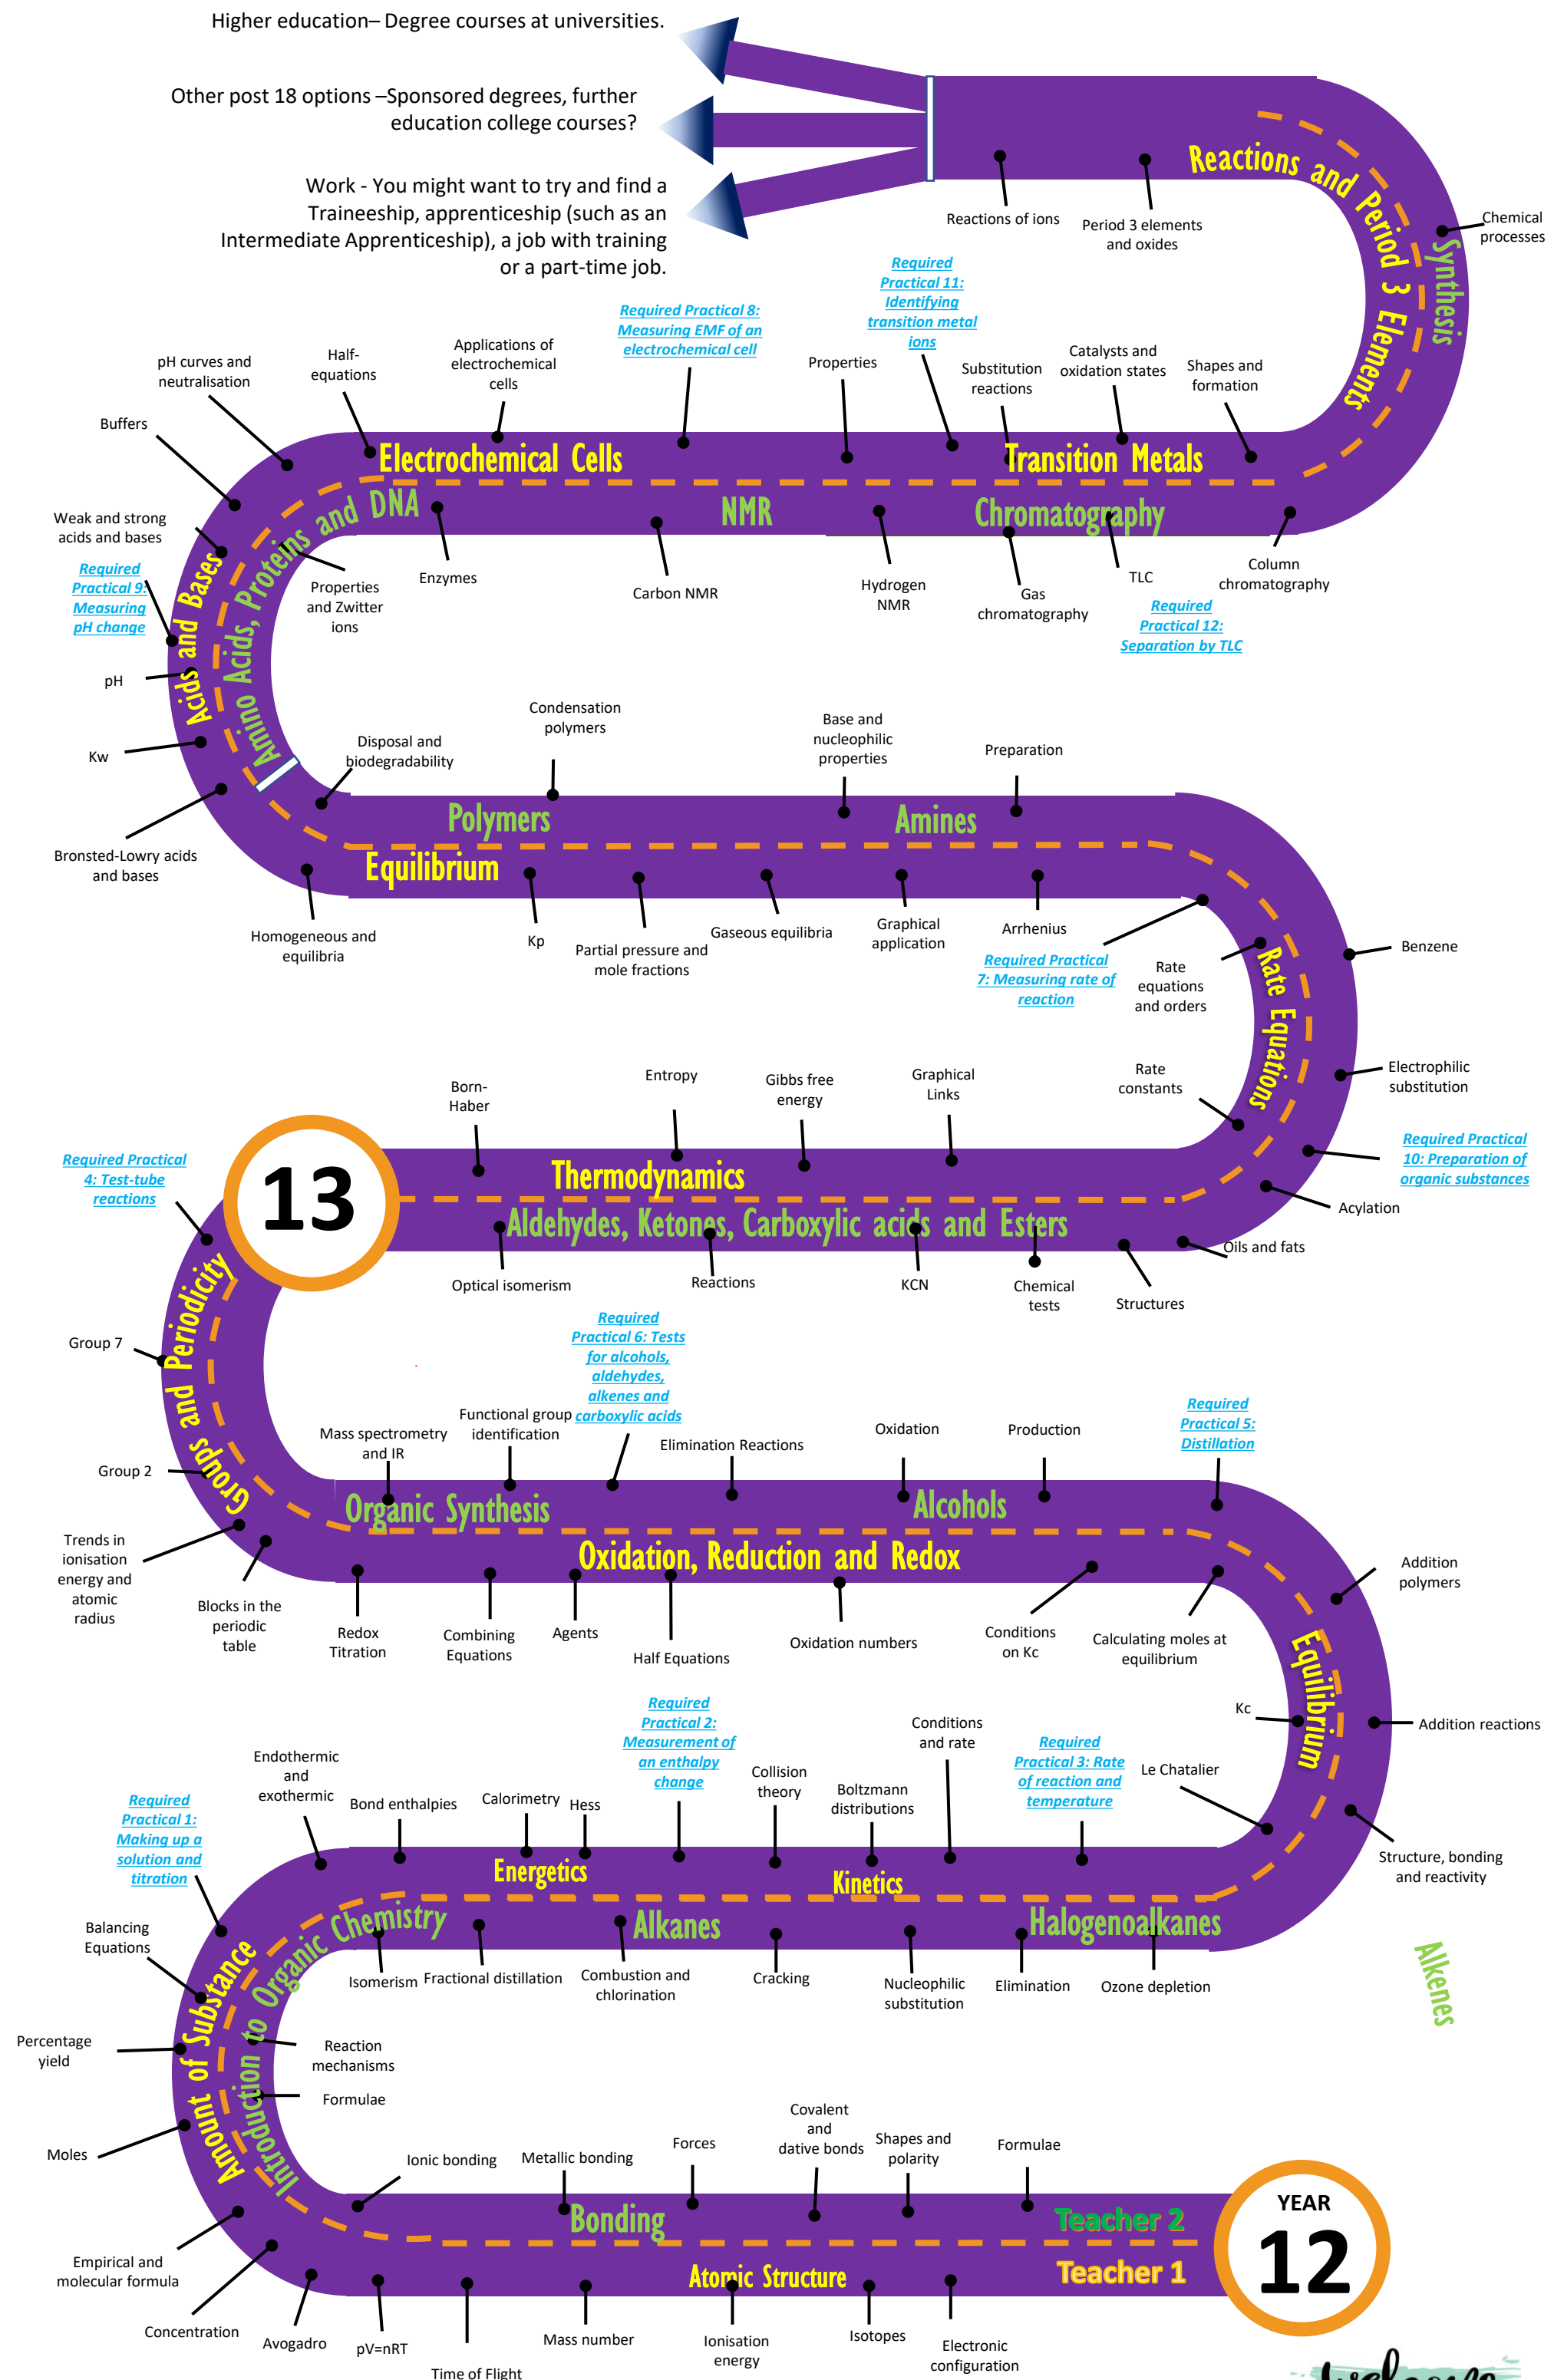 Higher education– Degree courses at universities.
Other post 18 options –Sponsored degrees, further
education college courses?
Work - You might want to try and find a
Traineeship, apprenticeship (such as an
Intermediate Apprenticeship), a job with training
or a part-time job.
Reactions and Period 3 Elements
Synthesis
Chemical
processes
Reactions of ions
Period 3 elements
and oxides
Required
Practical 11:
Identifying
transition metal
ions
Required Practical 8:
Measuring EMF of an
electrochemical cell
Applications of
electrochemical
cells
Half-
equations
pH curves and
neutralisation
Properties
Substitution
reactions
Catalysts and
oxidation states
Shapes and
formation
Buffers
Electrochemical Cells
Transition Metals
Amino Acids, Proteins and DNA
NMR
Chromatography
Weak and strong
acids and bases
Required
Practical 9:
Measuring
pH change
Acids and Bases
Properties
and Zwitter
ions
Enzymes
Carbon NMR
Hydrogen
NMR
Gas
chromatography
TLC
Column
chromatography
Required
Practical 12:
Separation by TLC
pH
Kw
Bronsted-Lowry acids
and bases
Disposal and
biodegradability
Condensation
polymers
Base and
nucleophilic
properties
Preparation
Polymers
Amines
Equilibrium
Homogeneous and
equilibria
Kp
Partial pressure and
mole fractions
Gaseous equilibria
Graphical
application
Arrhenius
Required Practical
7: Measuring rate of
reaction
Rate
equations
and orders
Rate Equations
Benzene
Electrophilic
substitution
Required Practical
10: Preparation of
organic substances
Acylation
Oils and fats
Rate
constants
Born-
Haber
Entropy
Gibbs free
energy
Graphical
Links
13
Thermodynamics
Aldehydes, Ketones, Carboxylic acids and Esters
Optical isomerism
Reactions
KCN
Chemical
tests
Structures
Required Practical
4: Test-tube
reactions
Groups and Periodicity
Group 7
Group 2
Trends in
ionisation
energy and
atomic
radius
Blocks in the
periodic
table
Mass spectrometry
and IR
Functional group
identification
Required
Practical 6: Tests
for alcohols,
aldehydes,
alkenes and
carboxylic acids
Elimination Reactions
Oxidation
Production
Required
Practical 5:
Distillation
Organic Synthesis
Alcohols
Oxidation, Reduction and Redox
Redox
Titration
Combining
Equations
Agents
Half Equations
Oxidation numbers
Conditions
on Kc
Calculating moles at
equilibrium
Equilibrium
Addition
polymers
Kc
Addition reactions
Le Chatalier
Structure, bonding
and reactivity
Alkenes
Required
Practical 1:
Making up a
solution and
titration
Endothermic
and
exothermic
Bond enthalpies
Calorimetry
Hess
Required
Practical 2:
Measurement of
an enthalpy
change
Collision
theory
Boltzmann
distributions
Conditions
and rate
Required
Practical 3: Rate
of reaction and
temperature
Energetics
Kinetics
Introduction to Organic Chemistry
Alkanes
Halogenoalkanes
Isomerism
Fractional distillation
Combustion and
chlorination
Cracking
Nucleophilic
substitution
Elimination
Ozone depletion
Balancing
Equations
Percentage
yield
Moles
Amount of Substance
Reaction
mechanisms
Formulae
Empirical and
molecular formula
Concentration
Avogadro
Ionic bonding
Metallic bonding
Forces
Covalent
and
dative bonds
Shapes and
polarity
Formulae
Bonding
Teacher 2
Atomic Structure
Teacher 1
YEAR
12
pV=nRT
Time of Flight
Mass number
Ionisation
energy
Isotopes
Electronic
configuration
welcome